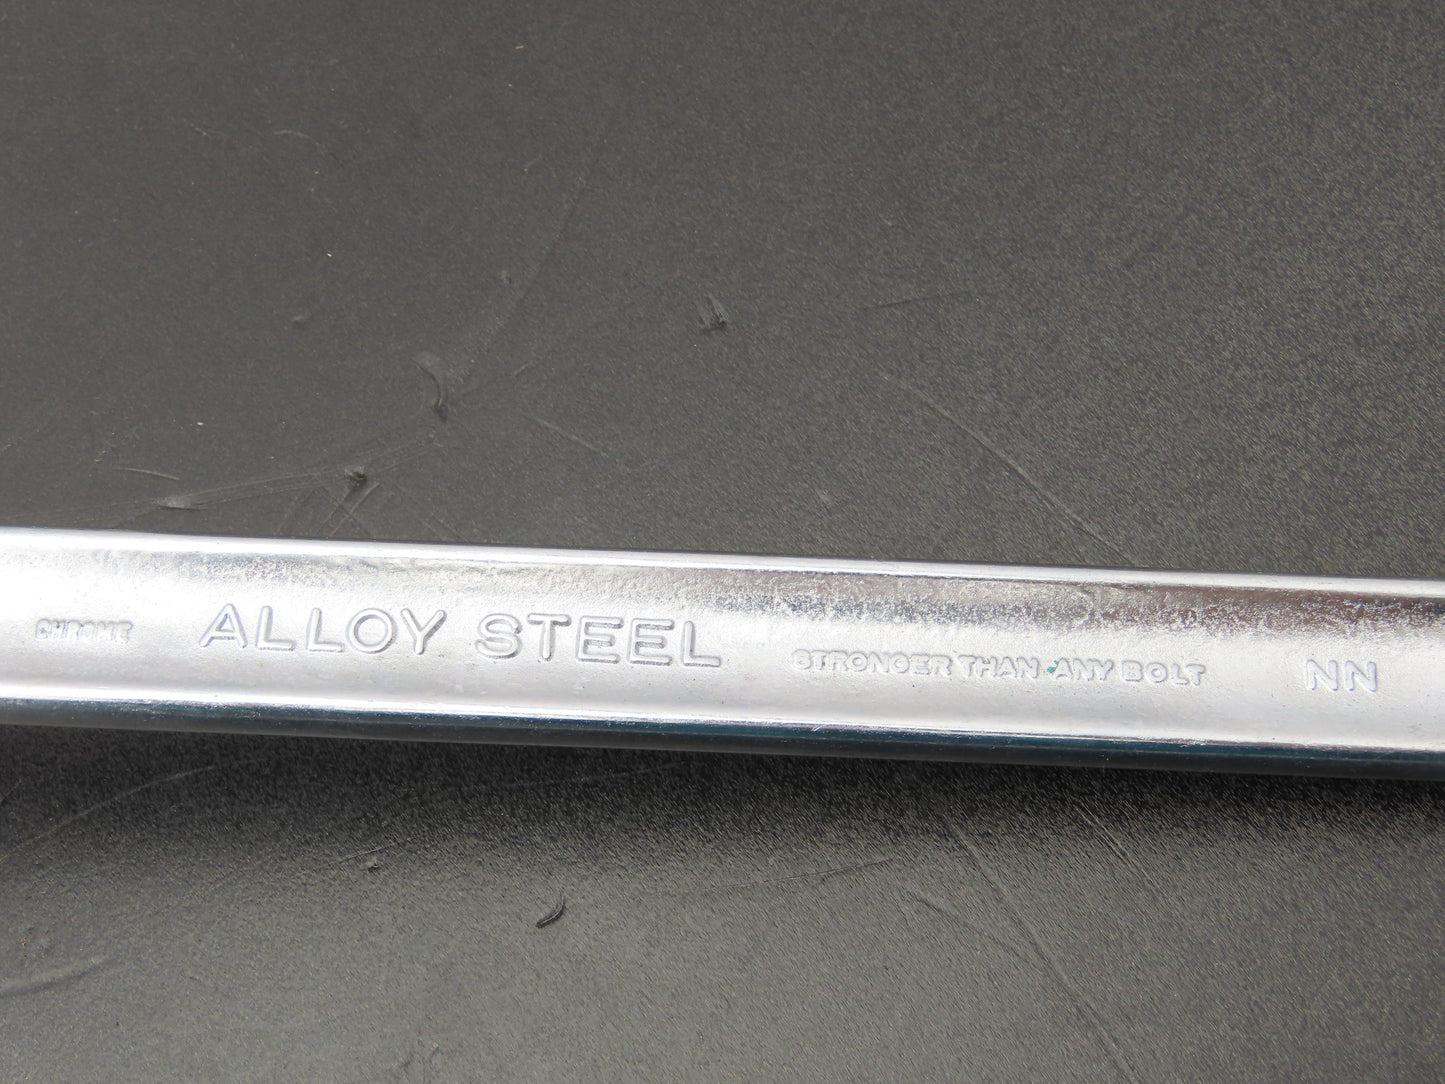 CHROME ALLOY STEEL STRONGER THAN ANY BOLT NN